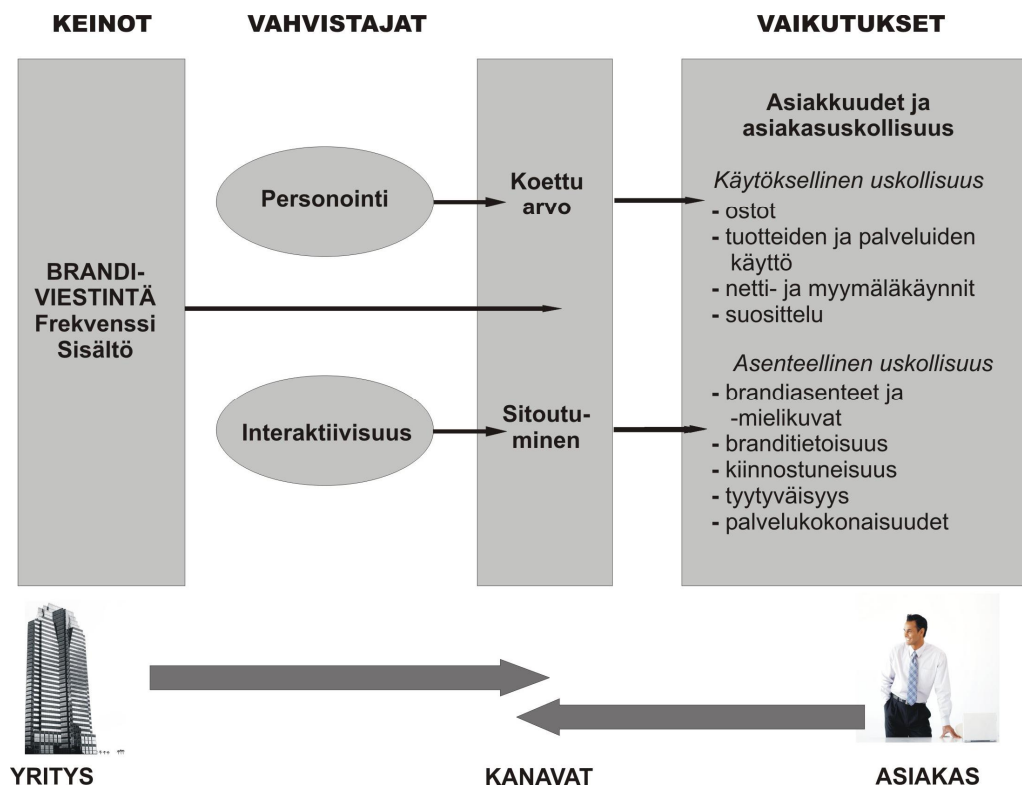 KEINOT
VAHVISTAJAT
VAIKUTUKSET
BRANDI-
VIESTINTÄ
Frekvenssi
Sisältö
Personointi
Interaktiivisuus
Koettu
arvo
Sitoutu-
minen
Asiakkuudet ja
asiakasuskollisuus
Käytöksellinen uskollisuus
- ostot
- tuotteiden ja palveluiden
käyttö
- netti- ja myymäläkäynnit
- suosittelu
Asenteellinen uskollisuus
- brandiasenteet ja
-mielikuvat
- branditietoisuus
- kiinnostuneisuus
- tyytyväisyys
- palvelukokonaisuudet
YRITYS
KANAVAT
ASIAKAS